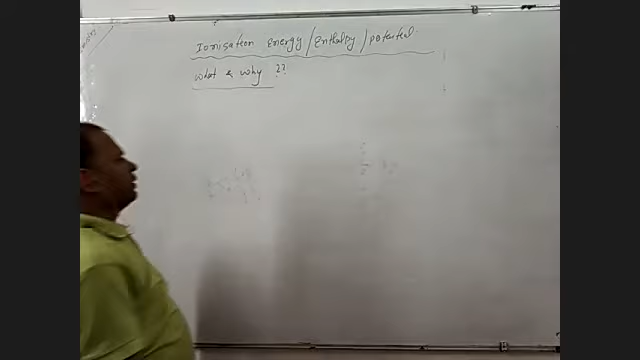 Ionisation energy/Enthalpy/potential.
What & why ??